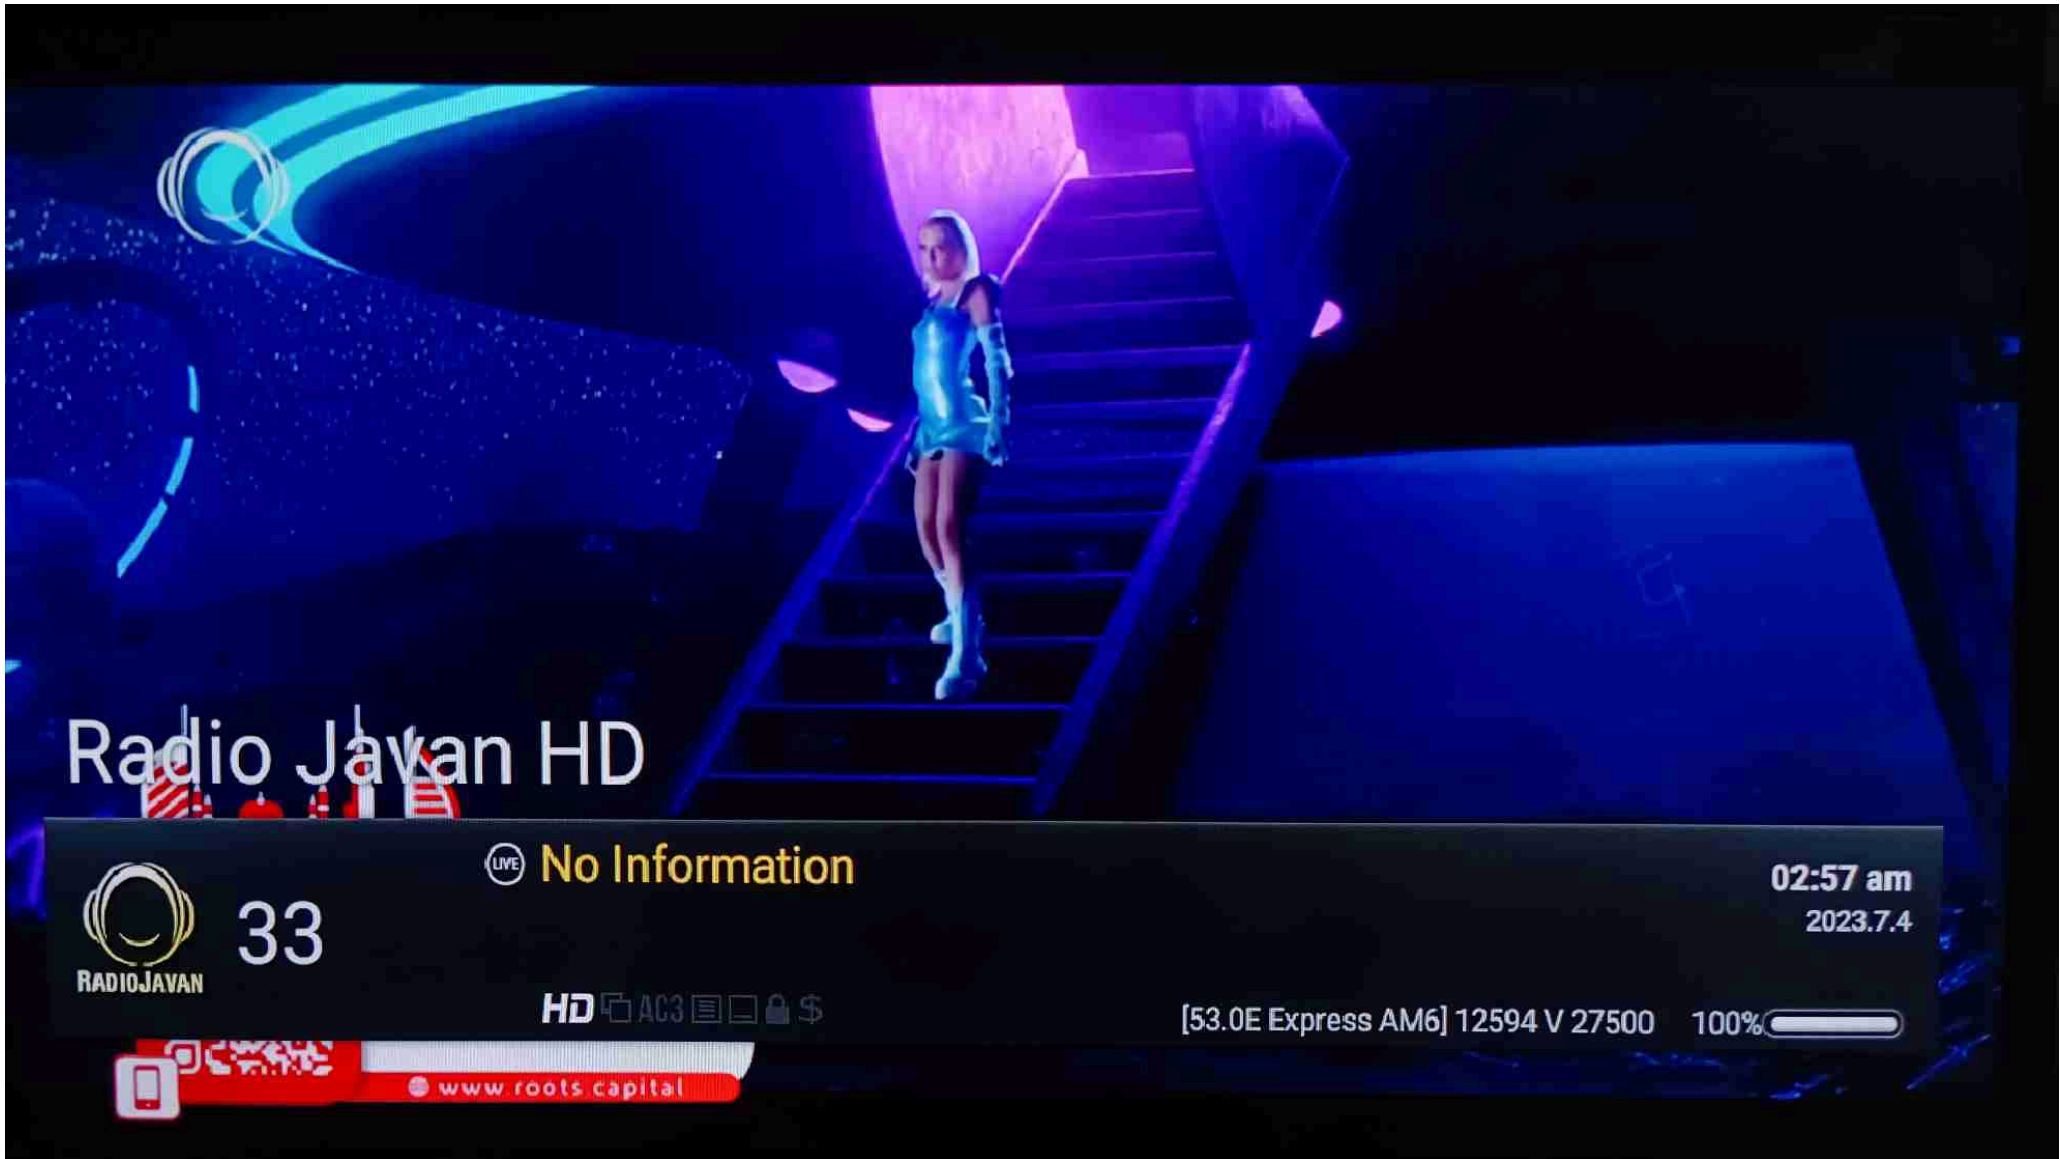 Radio Javan HD
LIVE No Information
02:57 am
2023.7.4
33
RADIOJAVAN
HD AC3 $
[53.0E Express AM6] 12594 V 27500 100%
www.roots.capital